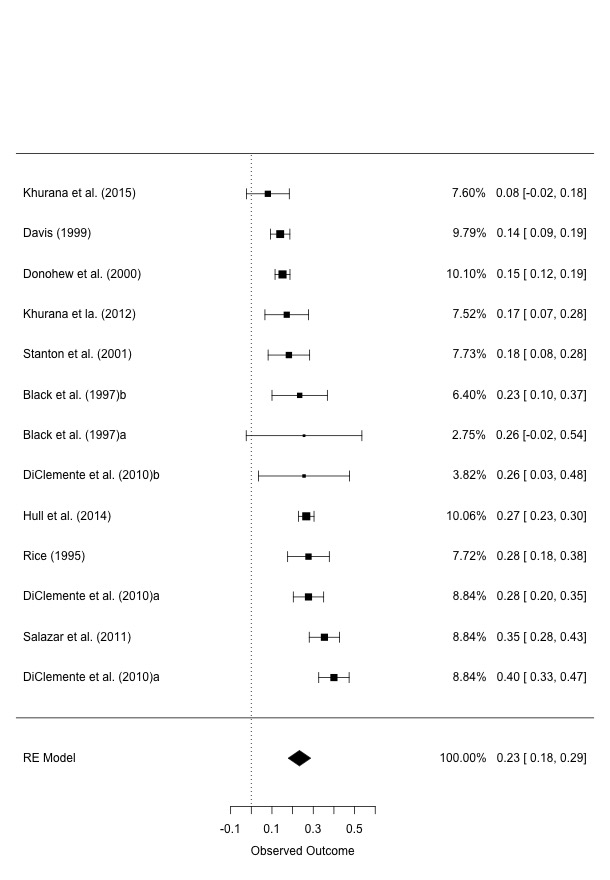 Khurana et al. (2015) 7.60% 0.08 [-0.02, 0.18]
Davis (1999) 9.79% 0.14 [ 0.09, 0.19]
Donohew et al. (2000) 10.10% 0.15 [ 0.12, 0.19]
Khurana et la. (2012) 7.52% 0.17 [ 0.07, 0.28]
Stanton et al. (2001) 7.73% 0.18 [ 0.08, 0.28]
Black et al. (1997)b 6.40% 0.23 [ 0.10, 0.37]
Black et al. (1997)a 2.75% 0.26 [-0.02, 0.54]
DiClemente et al. (2010)b 3.82% 0.26 [ 0.03, 0.48]
Hull et al. (2014) 10.06% 0.27 [ 0.23, 0.30]
Rice (1995) 7.72% 0.28 [ 0.18, 0.38]
DiClemente et al. (2010)a 8.84% 0.28 [ 0.20, 0.35]
Salazar et al. (2011) 8.84% 0.35 [ 0.28, 0.43]
DiClemente et al. (2010)a 8.84% 0.40 [ 0.33, 0.47]
RE Model 100.00% 0.23 [ 0.18, 0.29]
-0.1 0.1 0.3 0.5
Observed Outcome